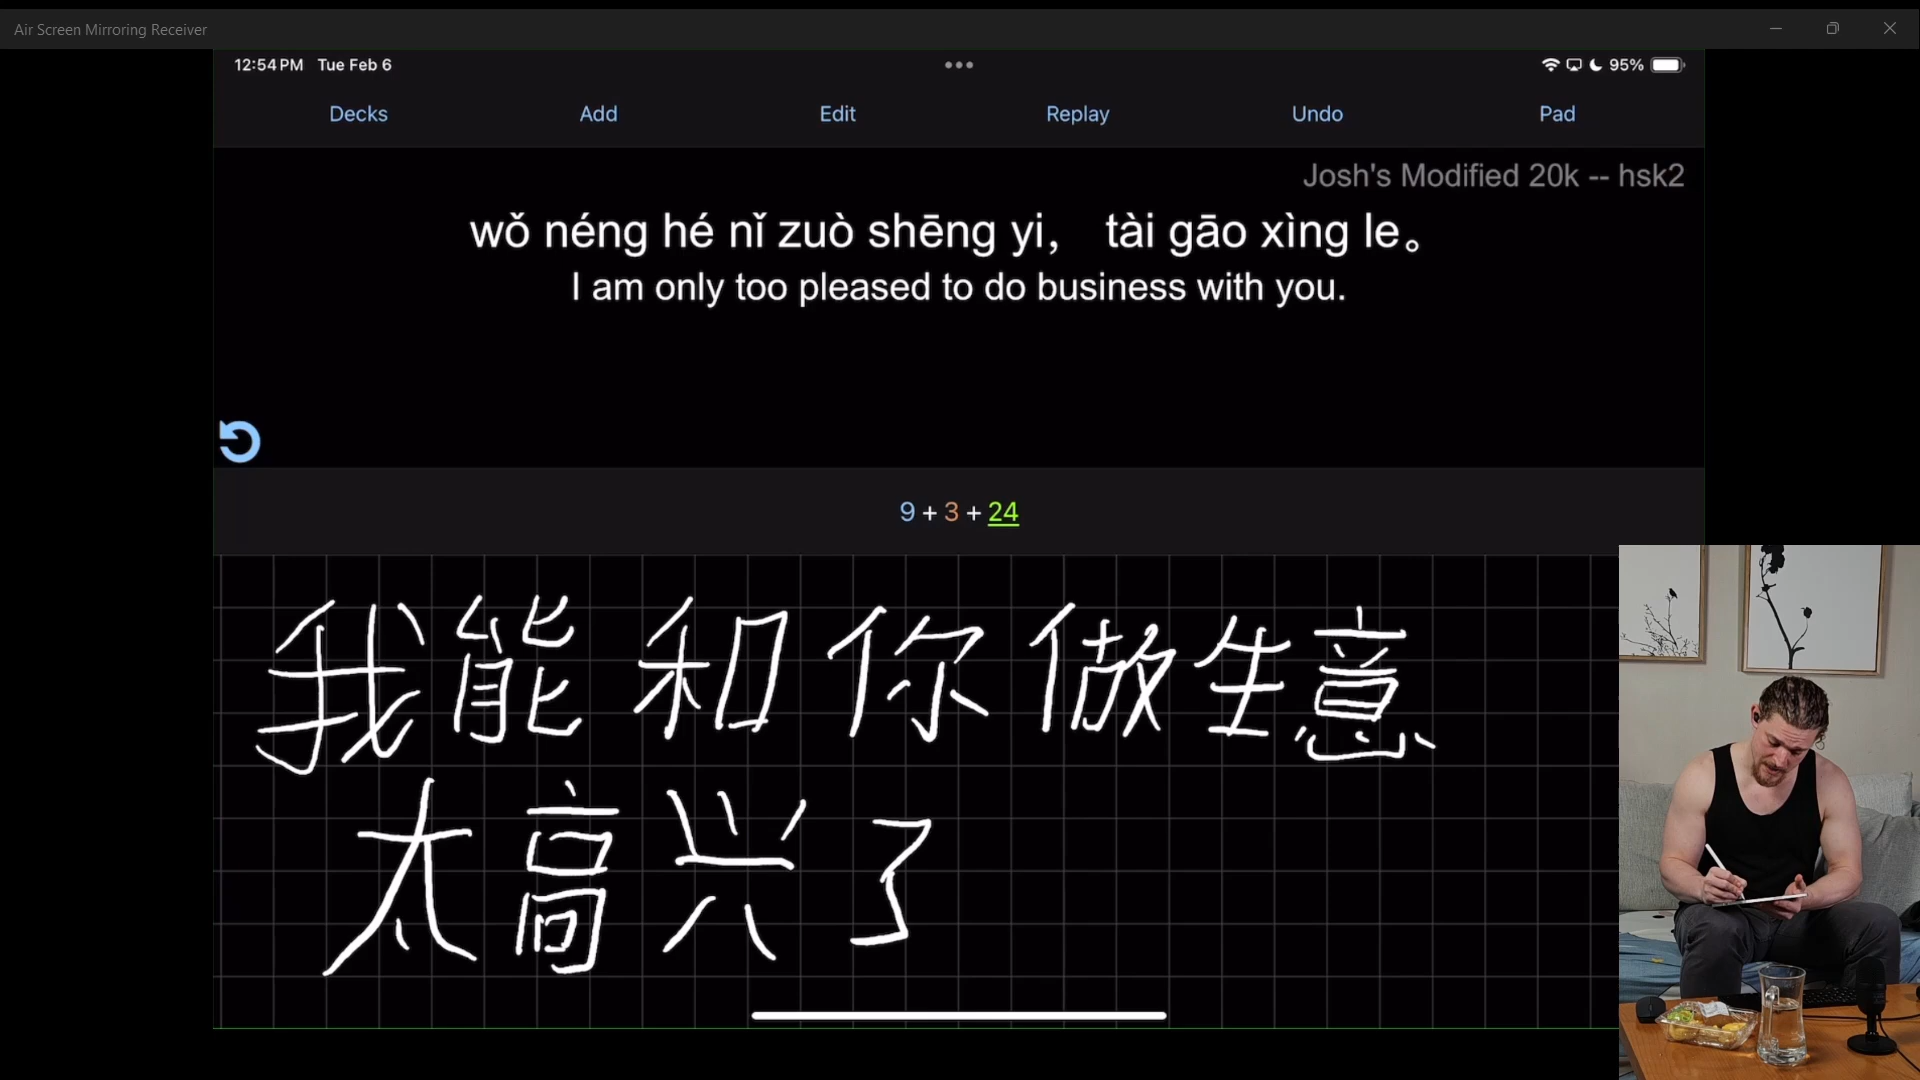 Air Screen Mirroring Receiver
12:54 PM Tue Feb 6
95%
Decks Add Edit Replay Undo Pad
Josh's Modified 20k -- hsk2
wǒ néng hé nǐ zuò shēng yi, tài gāo xìng le。
I am only too pleased to do business with you.
9 + 3 + 24
我能和你做生意
太高兴了